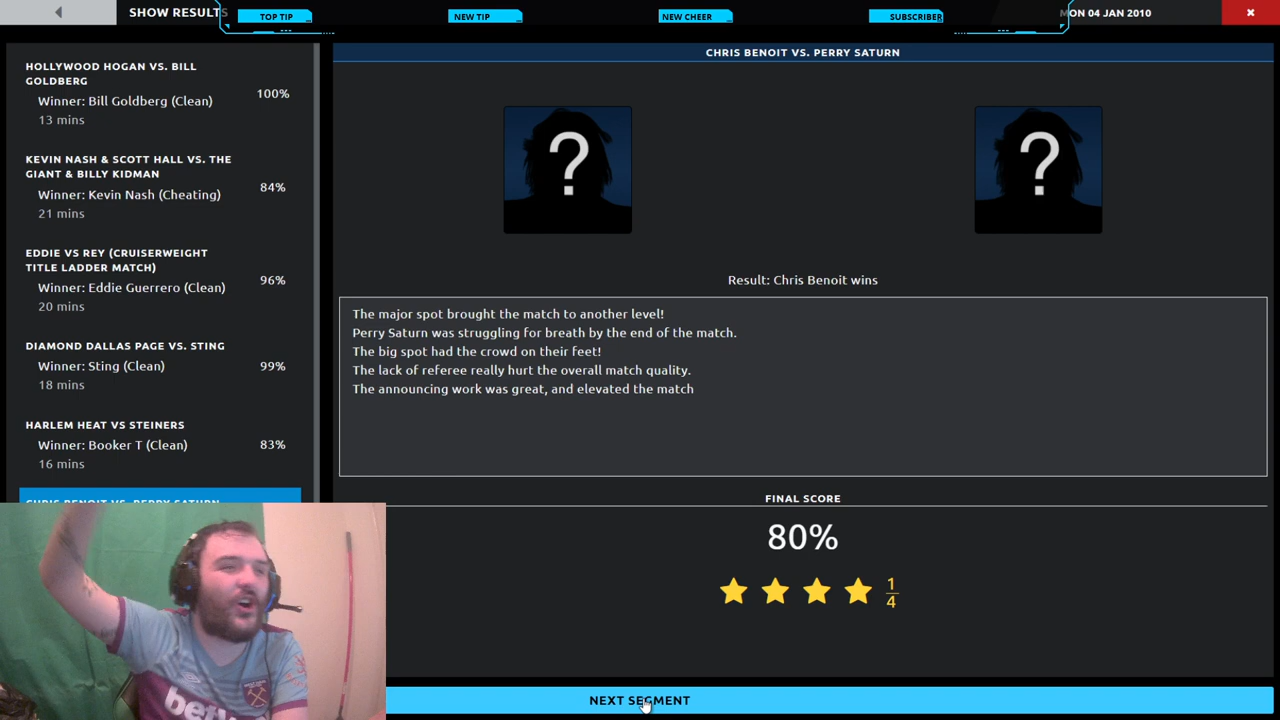 SHOW RESULTS
TOP TIP
NEW TIP
NEW CHEER
SUBSCRIBER
MON 04 JAN 2010
HOLLYWOOD HOGAN VS. BILL
GOLDBERG
Winner: Bill Goldberg (Clean)
100%
13 mins
KEVIN NASH & SCOTT HALL VS. THE
GIANT & BILLY KIDMAN
Winner: Kevin Nash (Cheating)
84%
21 mins
EDDIE VS REY (CRUISERWEIGHT
TITLE LADDER MATCH)
Winner: Eddie Guerrero (Clean)
96%
20 mins
DIAMOND DALLAS PAGE VS. STING
Winner: Sting (Clean)
99%
18 mins
HARLEM HEAT VS STEINERS
Winner: Booker T (Clean)
83%
16 mins
CHRIS BENOIT VS. PERRY SATURN
CHRIS BENOIT VS. PERRY SATURN
? ?
Result: Chris Benoit wins
The major spot brought the match to another level!
Perry Saturn was struggling for breath by the end of the match.
The big spot had the crowd on their feet!
The lack of referee really hurt the overall match quality.
The announcing work was great, and elevated the match
FINAL SCORE
80%
1/4
NEXT SEGMENT